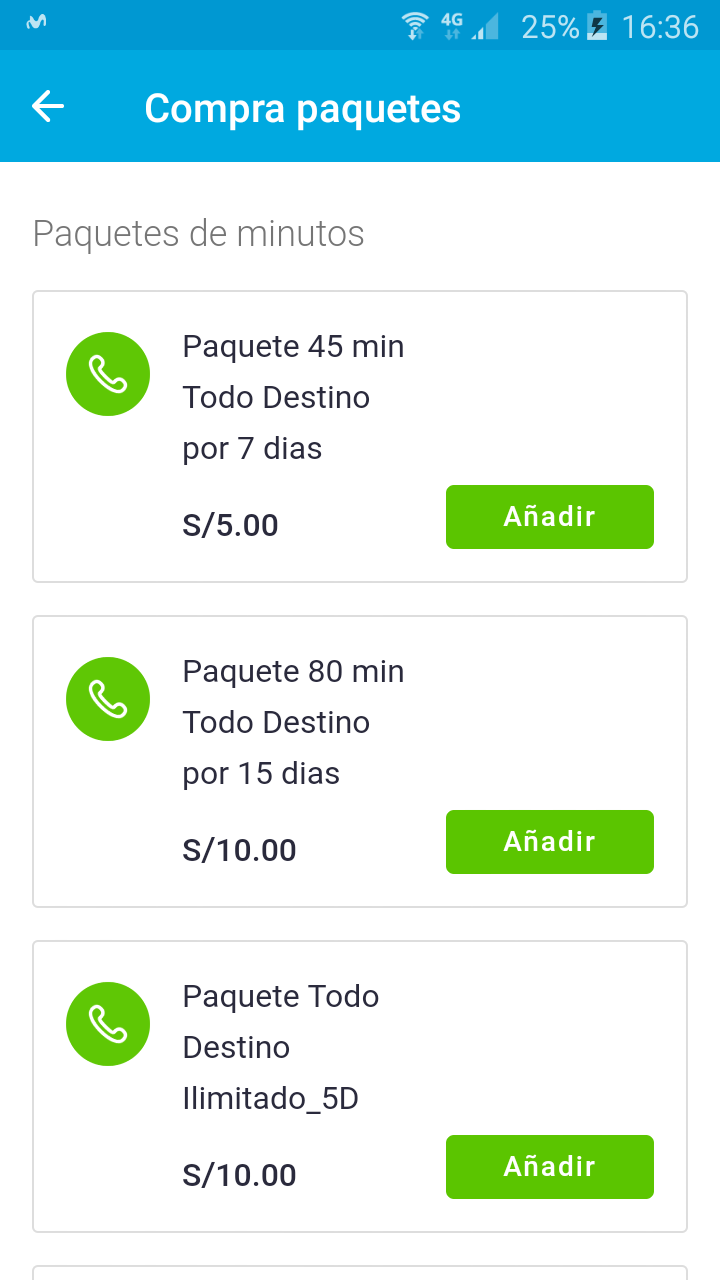 4G 25% 16:36
Compra paquetes
Paquetes de minutos
Paquete 45 min
Todo Destino
por 7 dias
S/5.00
Añadir
Paquete 80 min
Todo Destino
por 15 dias
S/10.00
Añadir
Paquete Todo
Destino
Ilimitado_5D
S/10.00
Añadir